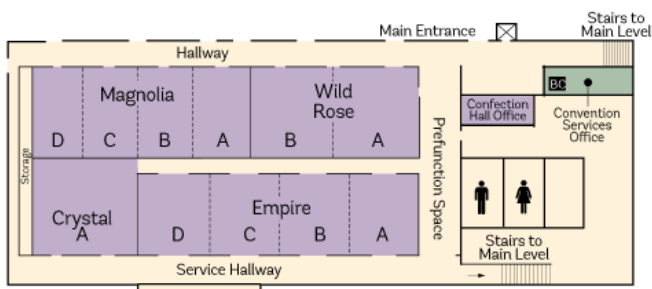 Stairs to
Main Level
Main Entrance
Hallway
Magnolia
D C B A
Wild
Rose
B A
BC
Confection
Hall Office
Convention
Services
Office
Storage
Prefunction Space
Crystal
A
Empire
D C B A
Stairs to
Main Level
Service Hallway